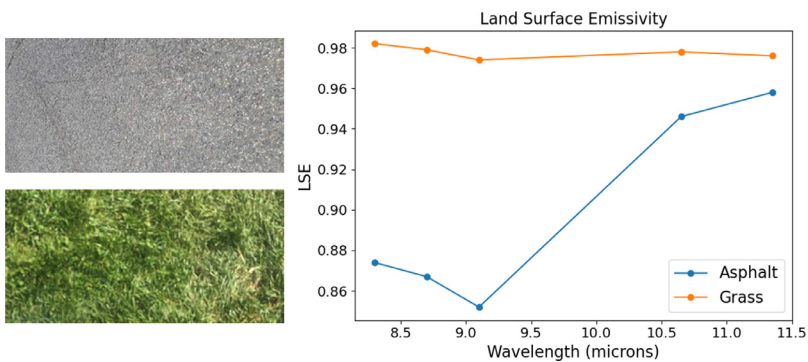 Land Surface Emissivity
LSE
0.98
0.96
0.94
0.92
0.90
0.88
0.86
Asphalt
Grass
8.5 9.0 9.5 10.0 10.5 11.0 11.5
Wavelength (microns)